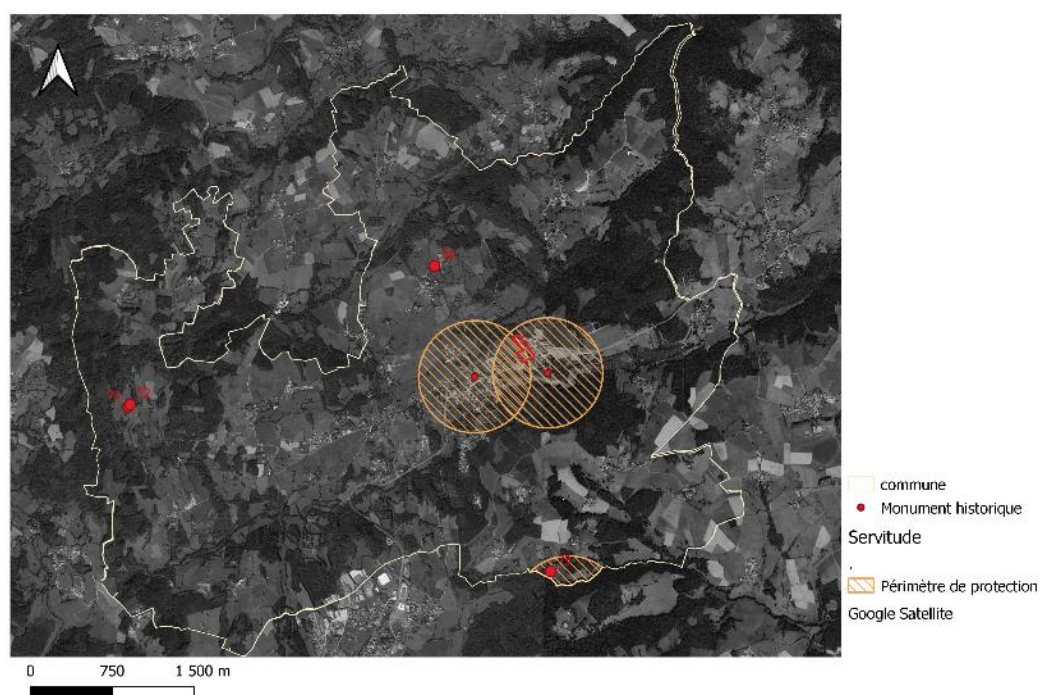 commune
Monument historique
Servitude
.
Périmètre de protection
Google Satellite
0 750 1 500 m